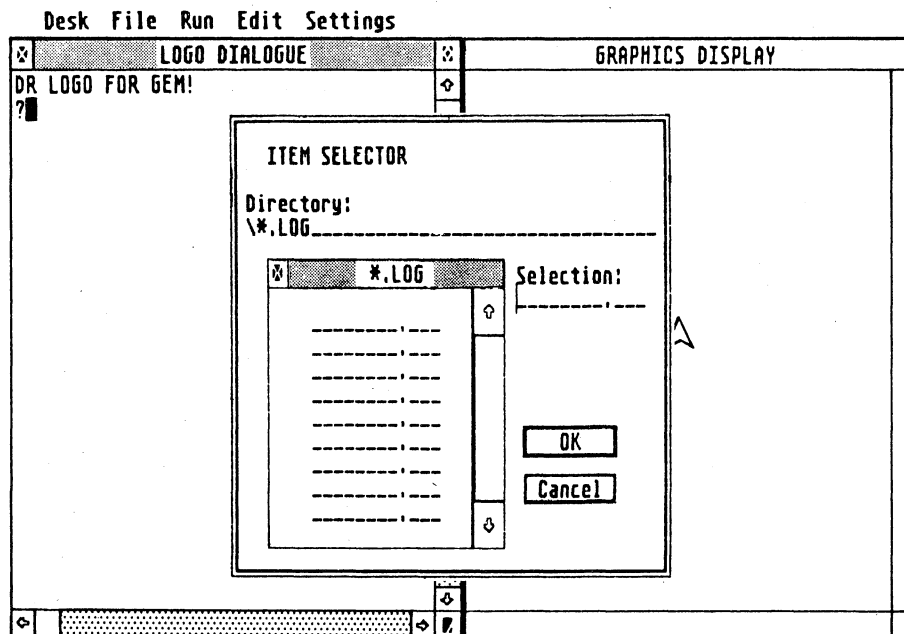 Desk File Run Edit Settings
LOGO DIALOGUE
GRAPHICS DISPLAY
DR LOGO FOR GEM!
?
ITEM SELECTOR
Directory:
\*.LOG
*.LOG
Selection:
OK
Cancel